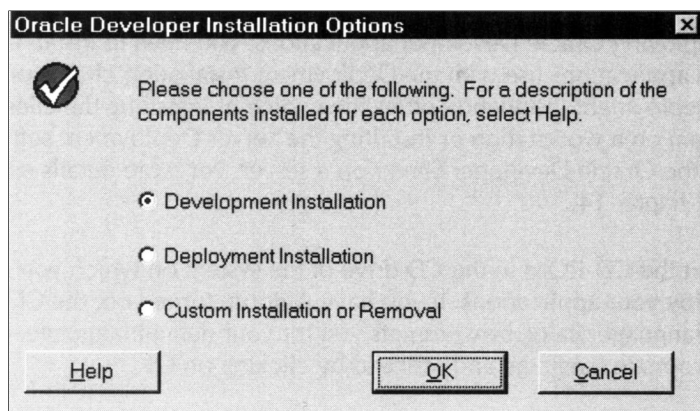 Oracle Developer Installation Options
Please choose one of the following. For a description of the
components installed for each option, select Help.
Development Installation
Deployment Installation
Custom Installation or Removal
Help
OK
Cancel